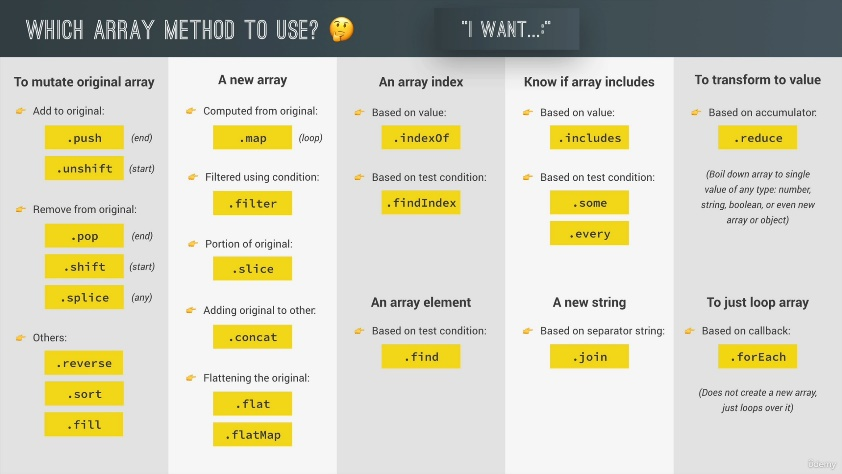 WHICH ARRAY METHOD TO USE? 🤔
"I WANT...:"
To mutate original array
👉 Add to original:
.push (end)
.unshift (start)
👉 Remove from original:
.pop (end)
.shift (start)
.splice (any)
👉 Others:
.reverse
.sort
.fill
A new array
👉 Computed from original:
.map (loop)
👉 Filtered using condition:
.filter
👉 Portion of original:
.slice
👉 Adding original to other:
.concat
👉 Flattening the original:
.flat
.flatMap
An array index
👉 Based on value:
.indexOf
👉 Based on test condition:
.findIndex
An array element
👉 Based on test condition:
.find
Know if array includes
👉 Based on value:
.includes
👉 Based on test condition:
.some
.every
A new string
👉 Based on separator string:
.join
To transform to value
👉 Based on accumulator:
.reduce
(Boil down array to single
value of any type: number,
string, boolean, or even new
array or object)
To just loop array
👉 Based on callback:
.forEach
(Does not create a new array,
just loops over it)
Udemy